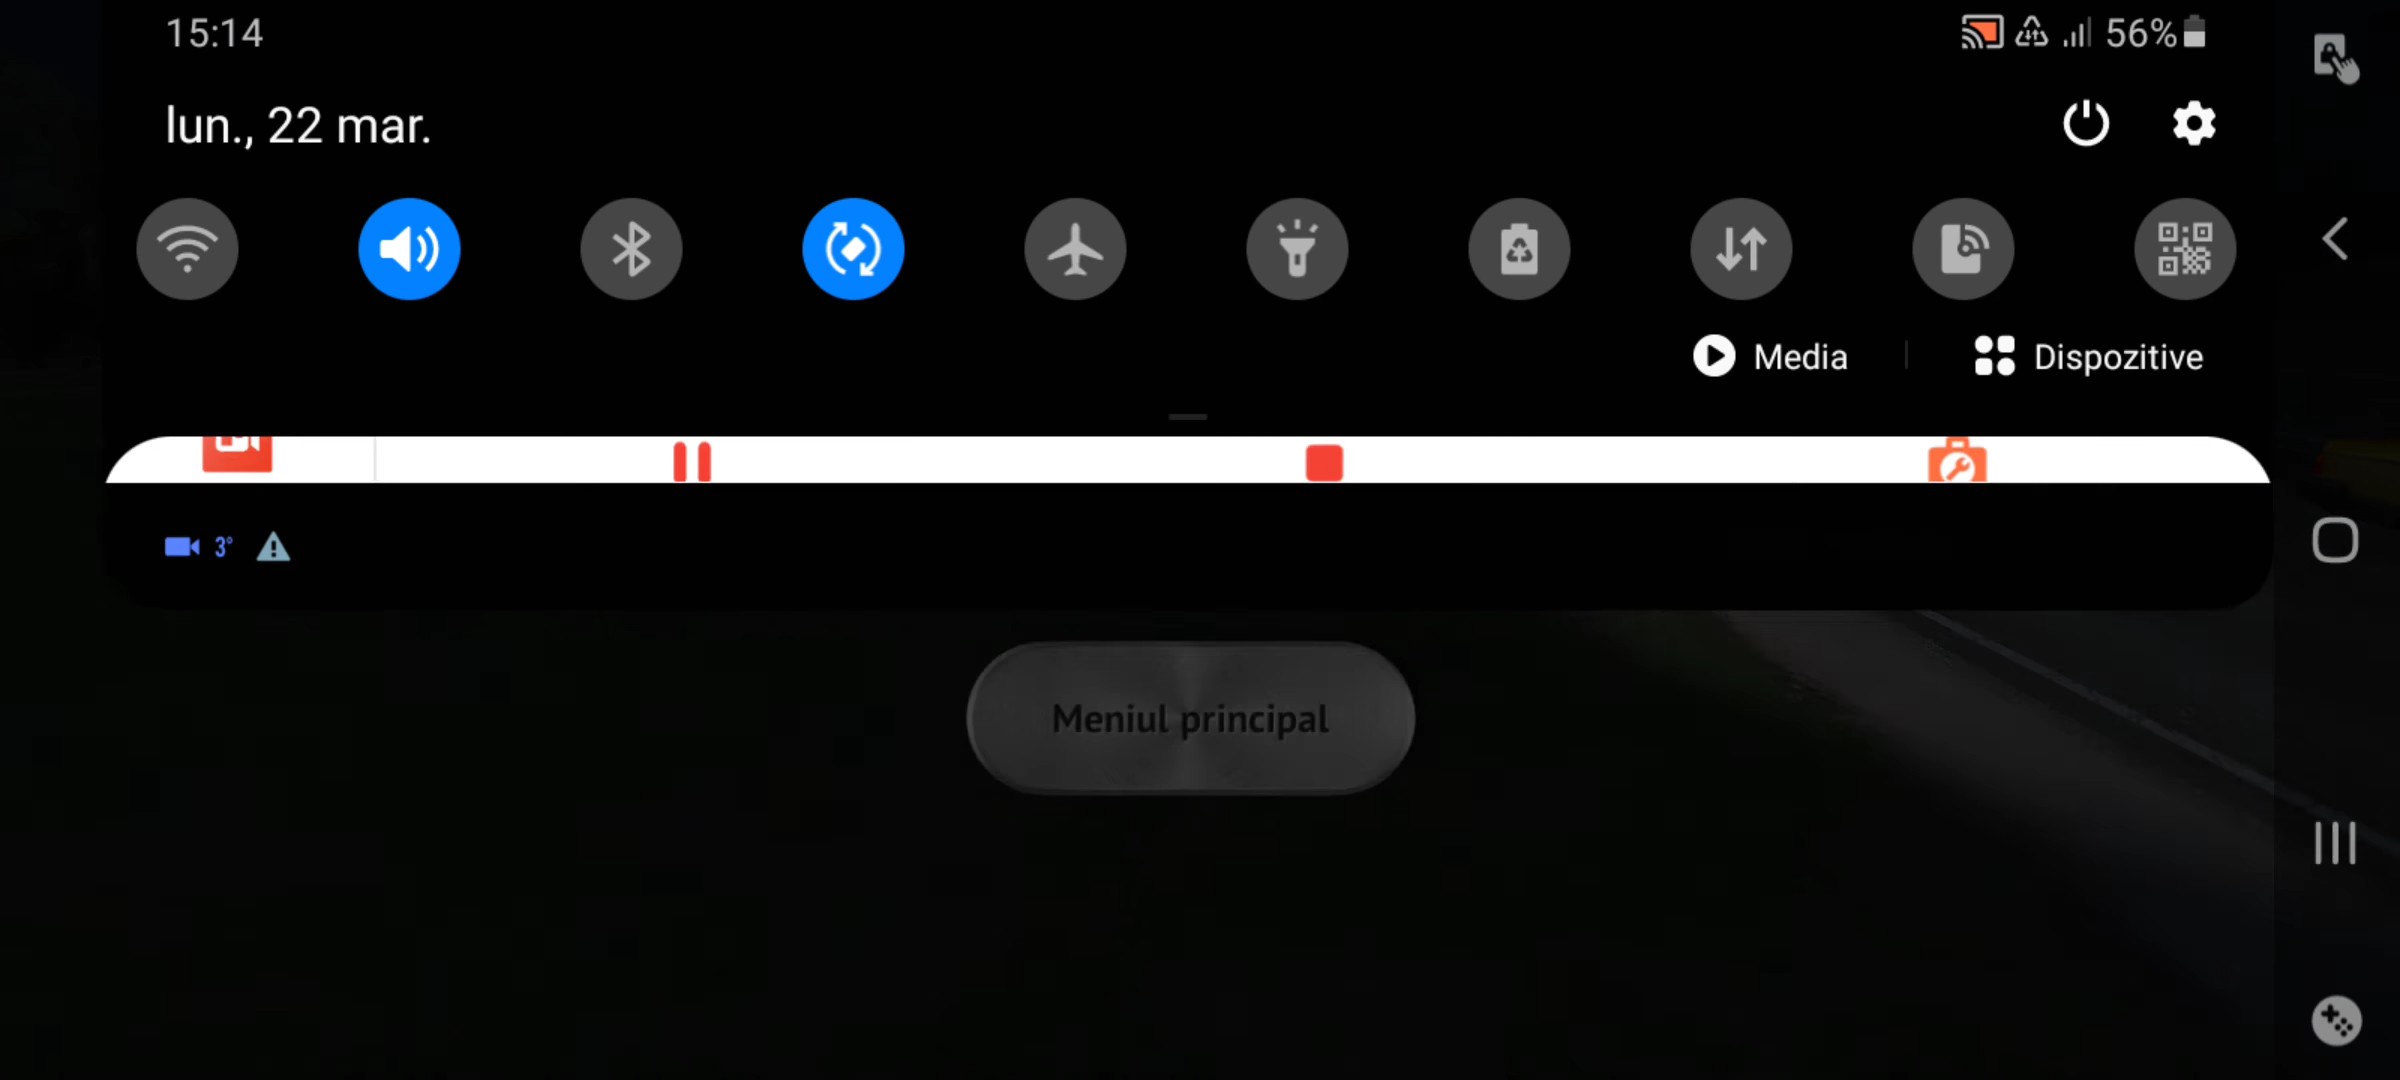 15:14
56%
lun., 22 mar.
Media
Dispozitive
3°
Meniul principal